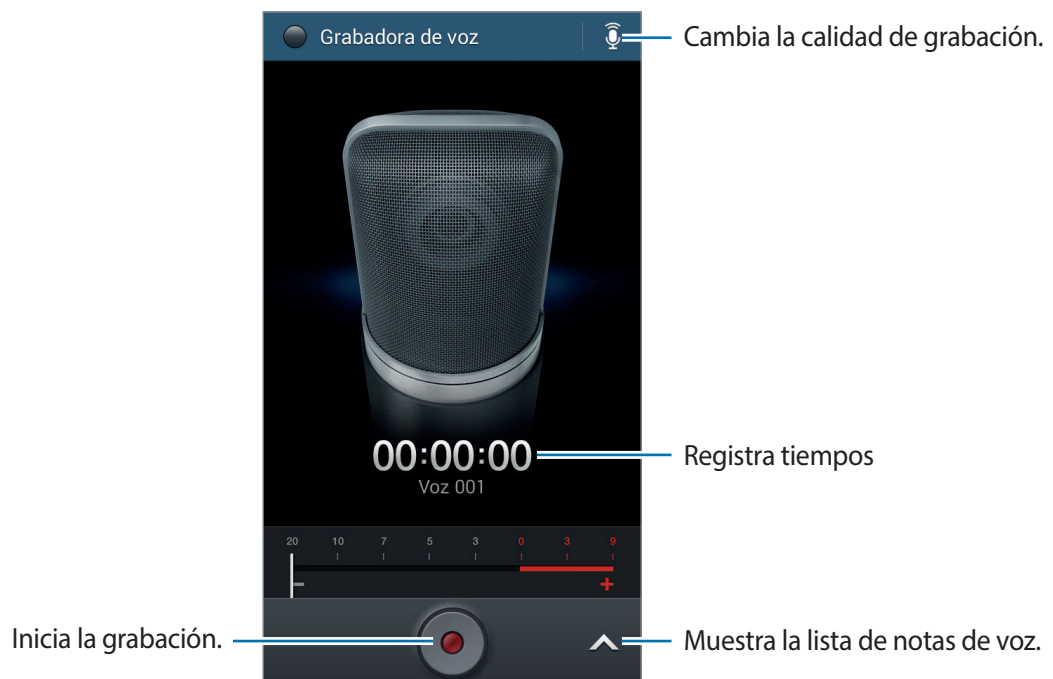 Grabadora de voz
Cambia la calidad de grabación.
00:00:00
Registra tiempos
Voz 001
20 10 7 5 3 0 3 9
- +
Inicia la grabación.
Muestra la lista de notas de voz.